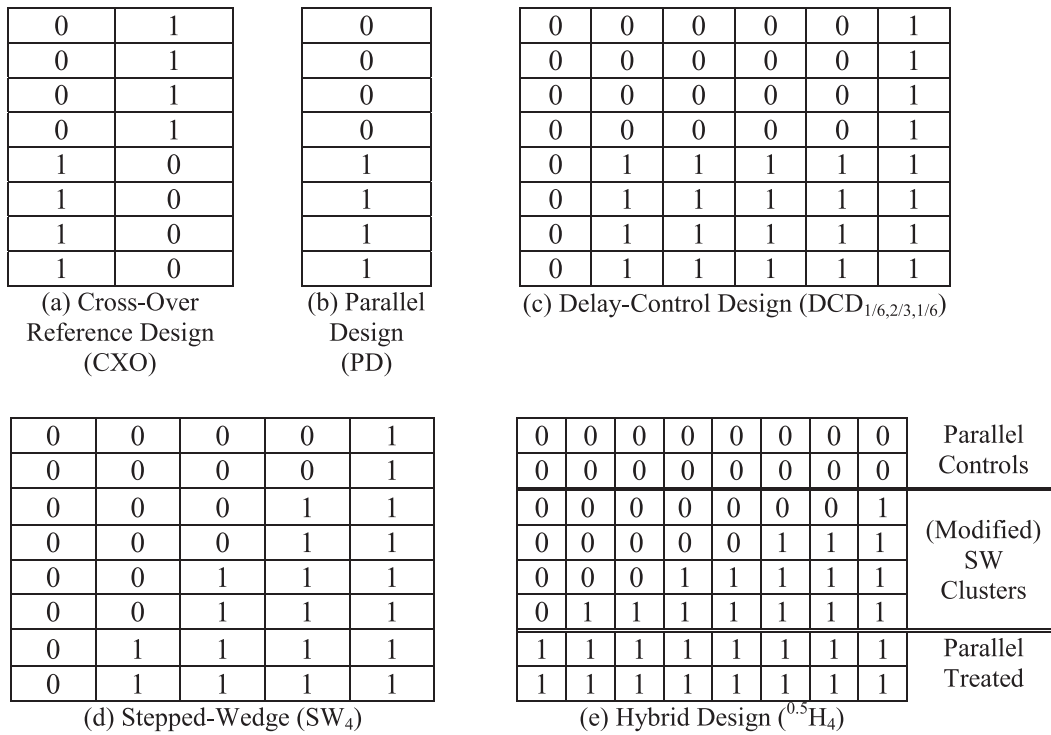 0 1
0 1
0 1
0 1
1 0
1 0
1 0
1 0
(a) Cross-Over
Reference Design
(CXO)
0
0
0
0
1
1
1
1
(b) Parallel
Design
(PD)
0 0 0 0 0 1
0 0 0 0 0 1
0 0 0 0 0 1
0 0 0 0 0 1
0 1 1 1 1 1
0 1 1 1 1 1
0 1 1 1 1 1
0 1 1 1 1 1
(c) Delay-Control Design (DCD1/6,2/3,1/6)
0 0 0 0 1
0 0 0 0 1
0 0 0 1 1
0 0 0 1 1
0 0 1 1 1
0 0 1 1 1
0 1 1 1 1
0 1 1 1 1
(d) Stepped-Wedge (SW4)
0 0 0 0 0 0 0 0
0 0 0 0 0 0 0 0
Parallel
Controls
0 0 0 0 0 0 0 1
0 0 0 0 0 1 1 1
0 0 0 1 1 1 1 1
0 1 1 1 1 1 1 1
(Modified)
SW
Clusters
1 1 1 1 1 1 1 1
1 1 1 1 1 1 1 1
Parallel
Treated
(e) Hybrid Design (0.5H4)